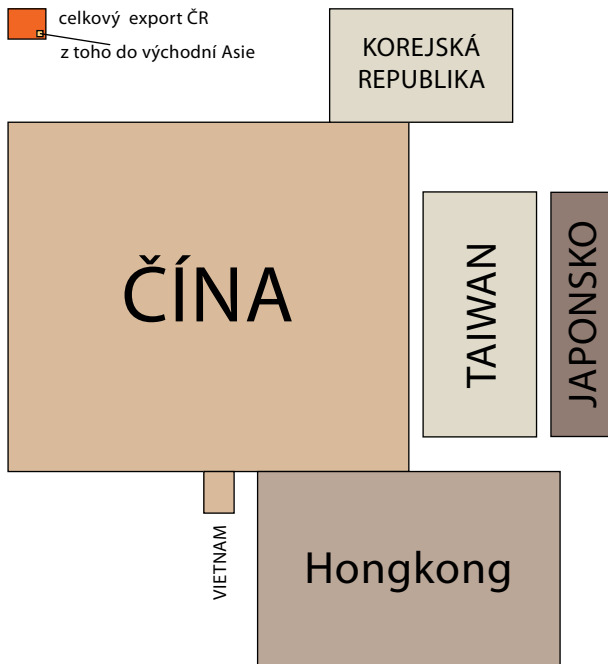 celkový export ČR
z toho do východní Asie
KOREJSKÁ
REPUBLIKA
ČÍNA
TAIWAN
JAPONSKO
VIETNAM
Hongkong